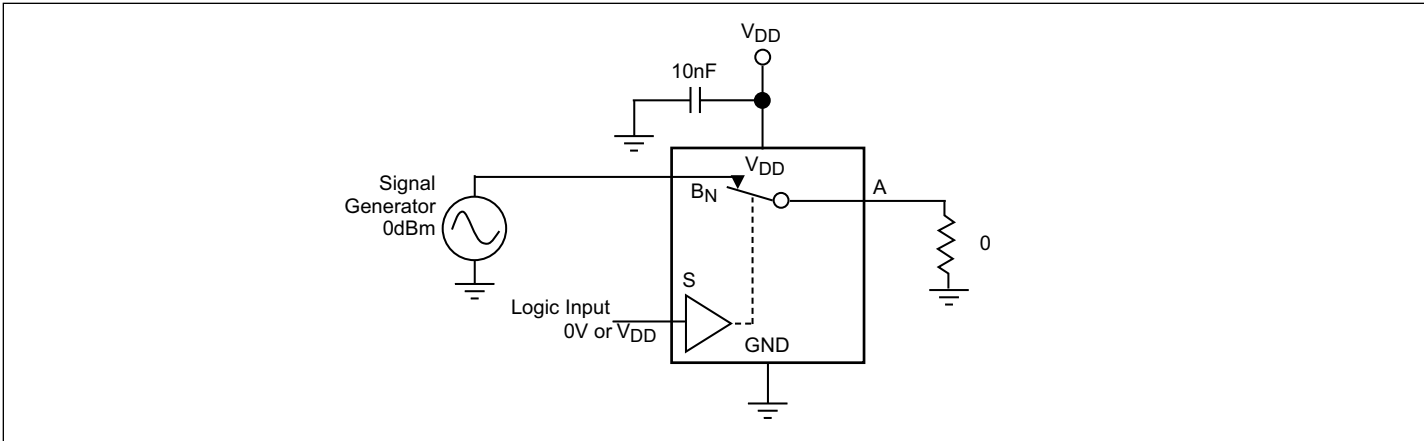 VDD
10nF
VDD
Signal
Generator
0dBm
BN
A
0
S
Logic Input
0V or VDD
GND